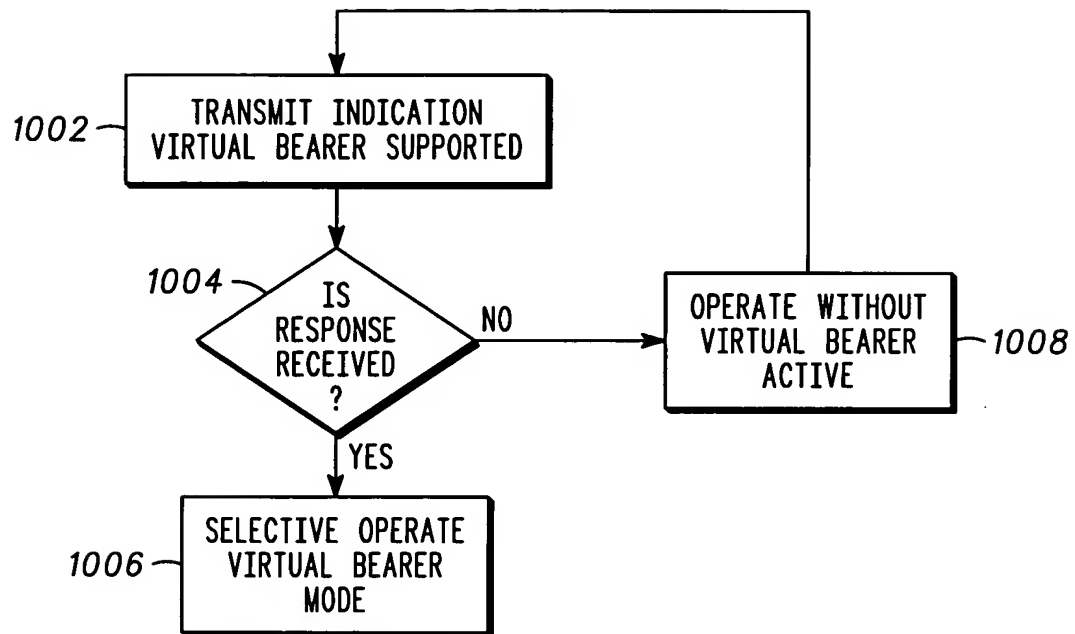 1002
TRANSMIT INDICATION
VIRTUAL BEARER SUPPORTED
1004
IS
RESPONSE
RECEIVED
?
NO
OPERATE WITHOUT
VIRTUAL BEARER
ACTIVE
1008
YES
1006
SELECTIVE OPERATE
VIRTUAL BEARER
MODE